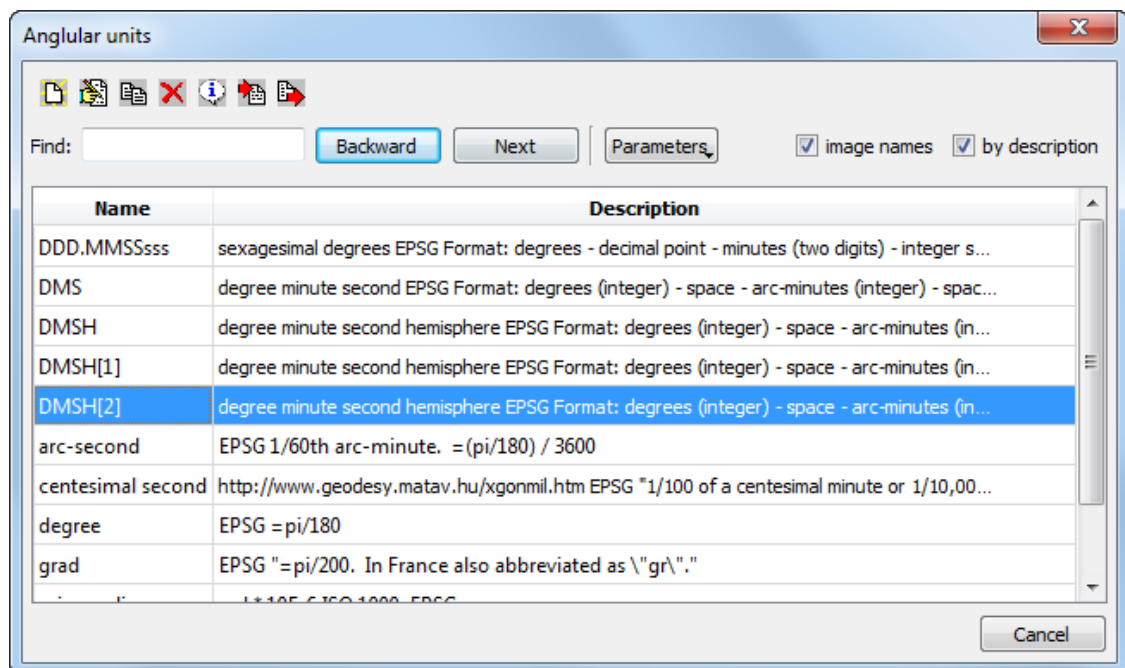 Anglular units
Find: Backward Next Parameters image names by description
Name Description
DDD.MMSSsss sexagesimal degrees EPSG Format: degrees - decimal point - minutes (two digits) - integer s...
DMS degree minute second EPSG Format: degrees (integer) - space - arc-minutes (integer) - spac...
DMSH degree minute second hemisphere EPSG Format: degrees (integer) - space - arc-minutes (in...
DMSH[1] degree minute second hemisphere EPSG Format: degrees (integer) - space - arc-minutes (in...
DMSH[2] degree minute second hemisphere EPSG Format: degrees (integer) - space - arc-minutes (in...
arc-second EPSG 1/60th arc-minute. =(pi/180) / 3600
centesimal second http://www.geodesy.matav.hu/xgonmil.htm EPSG "1/100 of a centesimal minute or 1/10,00...
degree EPSG =pi/180
grad EPSG "=pi/200. In France also abbreviated as \"gr\"."
Cancel